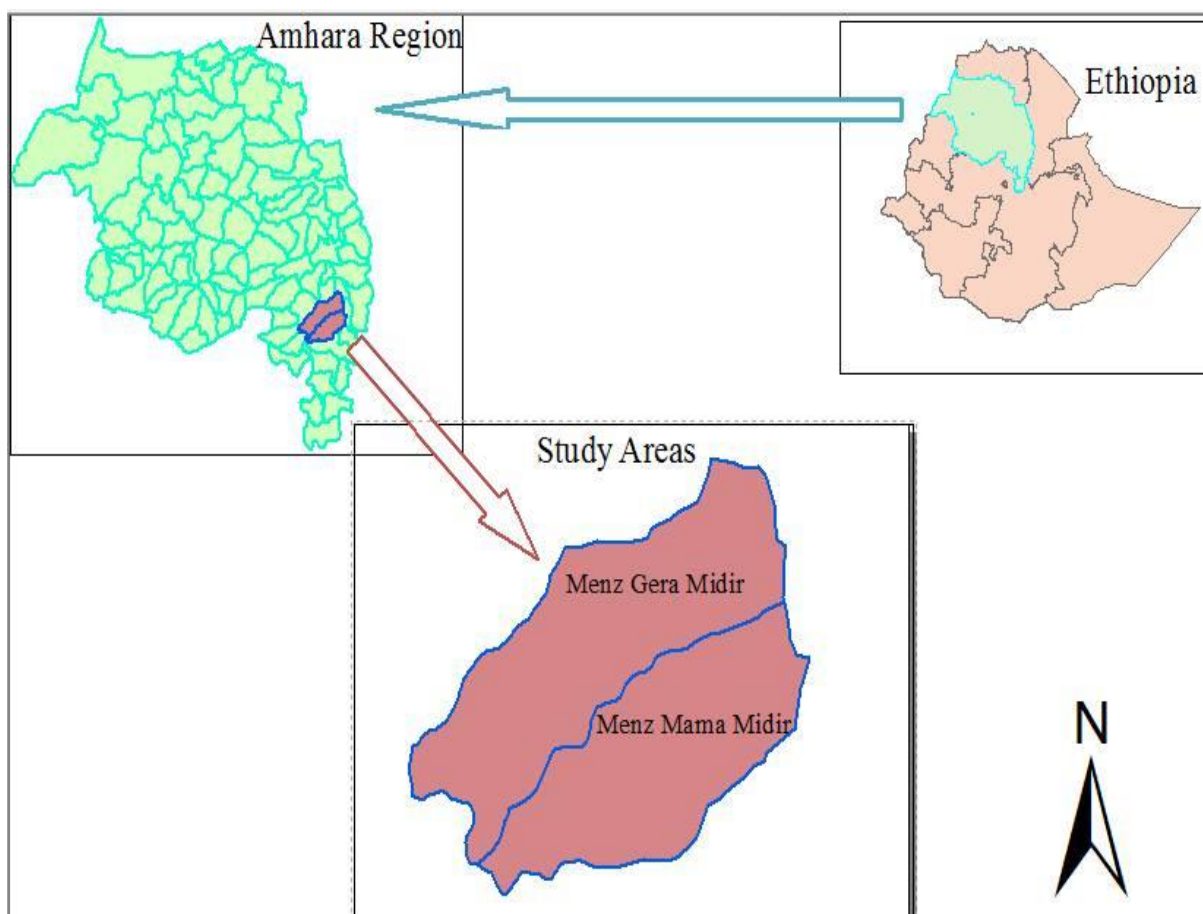 Amhara Region
Ethiopia
Study Areas
Menz Gera Midir
Menz Mama Midir
N